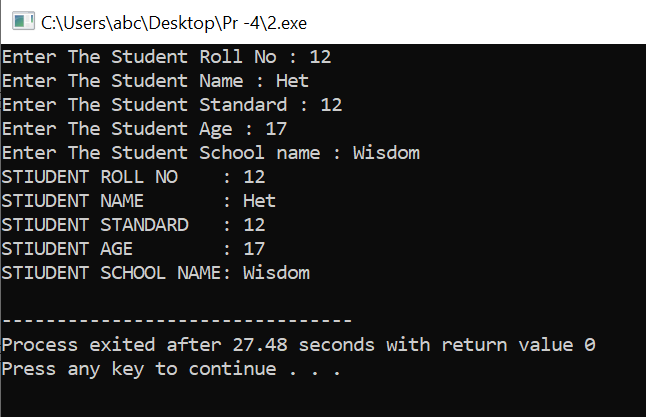 C:\Users\abc\Desktop\Pr -4\2.exe
Enter The Student Roll No : 12
Enter The Student Name : Het
Enter The Student Standard : 12
Enter The Student Age : 17
Enter The Student School name : Wisdom
STIUDENT ROLL NO    : 12
STIUDENT NAME       : Het
STIUDENT STANDARD   : 12
STIUDENT AGE        : 17
STIUDENT SCHOOL NAME: Wisdom
--------------------------------
Process exited after 27.48 seconds with return value 0
Press any key to continue . . .